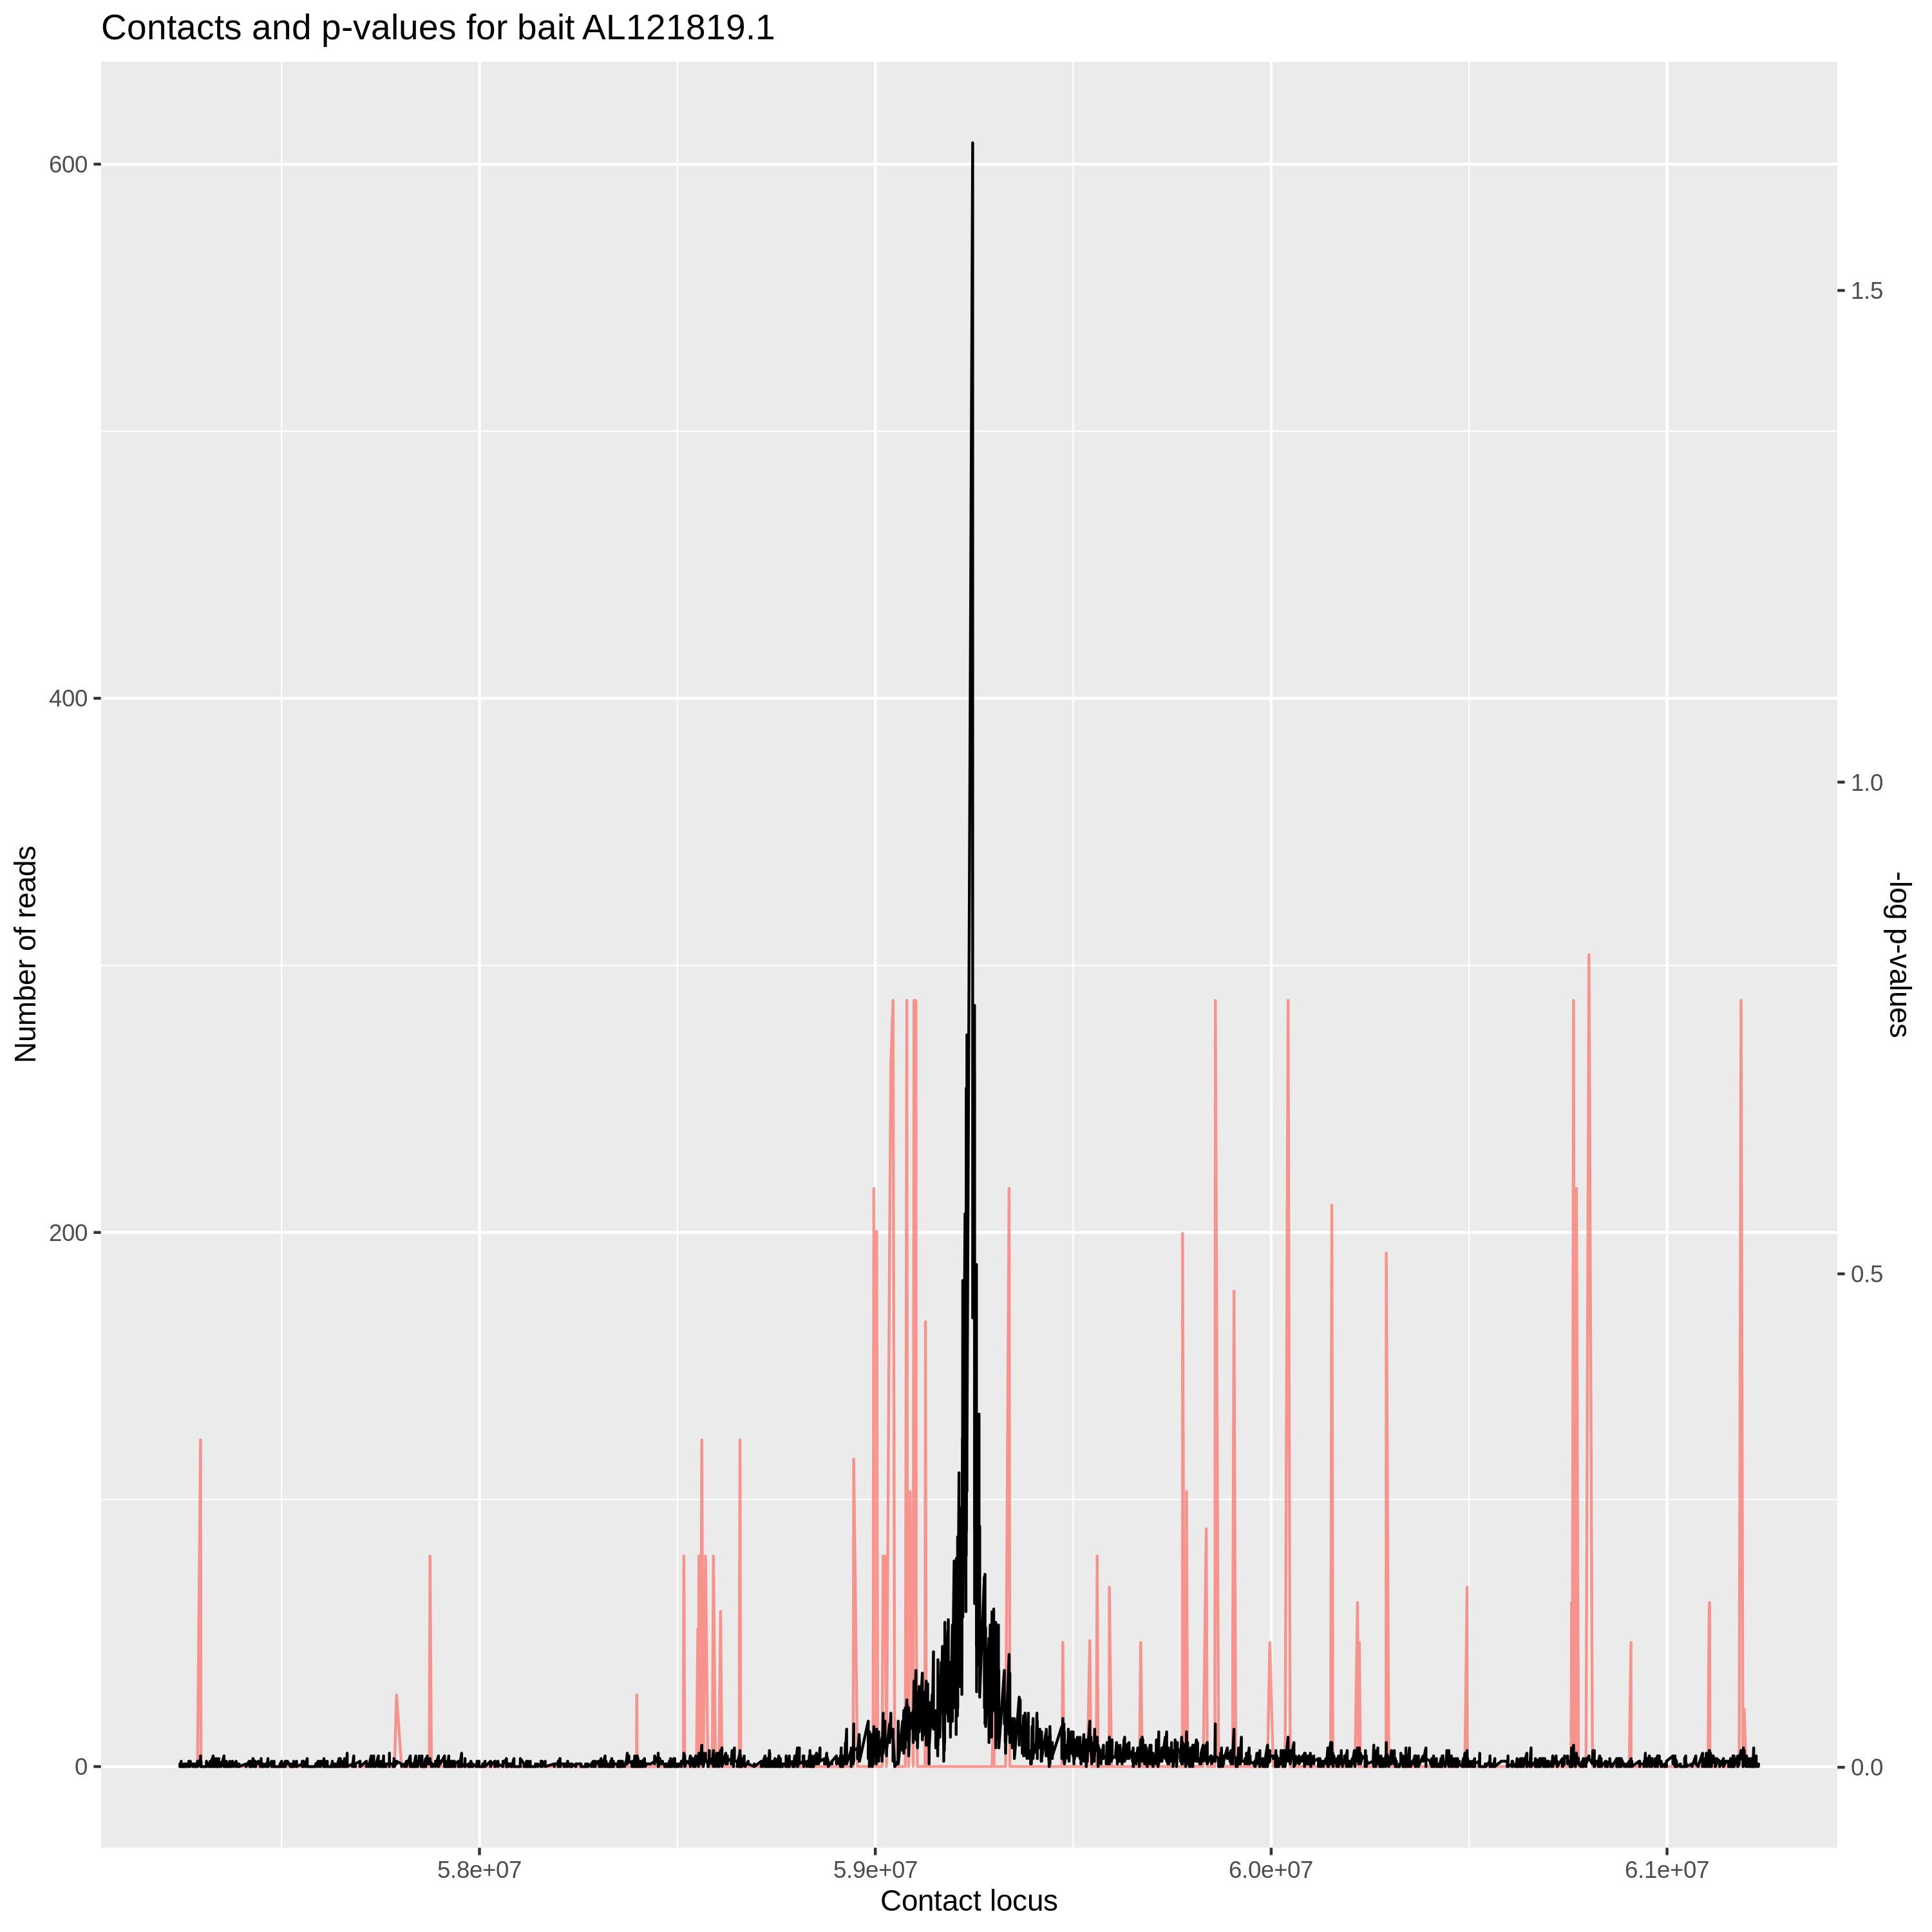 Contacts and p-values for bait AL121819.1
600
400
200
0
Number of reads
1.5
1.0
0.5
0.0
-log p-values
5.8e+07 5.9e+07 6.0e+07 6.1e+07
Contact locus